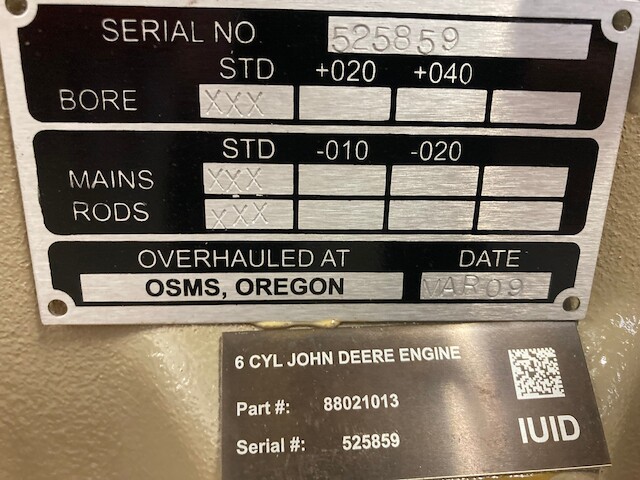 SERIAL NO. 525859
STD +020 +040
BORE XXX
STD -010 -020
MAINS XXX
RODS XXX
OVERHAULED AT DATE
OSMS, OREGON MAR09
6 CYL JOHN DEERE ENGINE
Part #: 88021013
Serial #: 525859
IUID